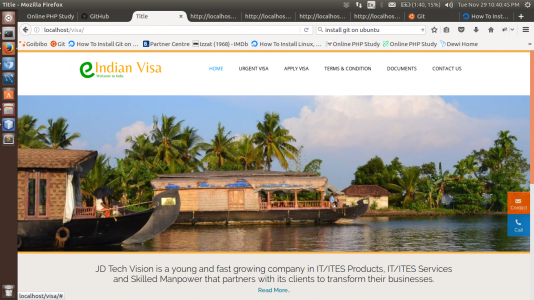 Title - Mozilla Firefox
(1:40, 15%)
Tue Nov 29 10:40:45 PM
Online PHP Study
GitHub
Title
http://localhost/...
http://localhost...
http://localhost...
http://localhost...
Git
How To Inst...
localhost/visa/
install git on ubuntu
Goibibo
Git
How To Install Git on ...
Partner Centre
Izzat (1968) - IMDb
How To Install Linux, ...
Online PHP Study
Online PHP Study
Dewi Home
e Indian Visa
Welcome to India
HOME
URGENT VISA
APPLY VISA
TERMS & CONDITION
DOCUMENTS
CONTACT US
Contact
Call
JD Tech Vision is a young and fast growing company in IT/ITES Products, IT/ITES Services
and Skilled Manpower that partners with its clients to transform their businesses.
Read More..
localhost/visa/#